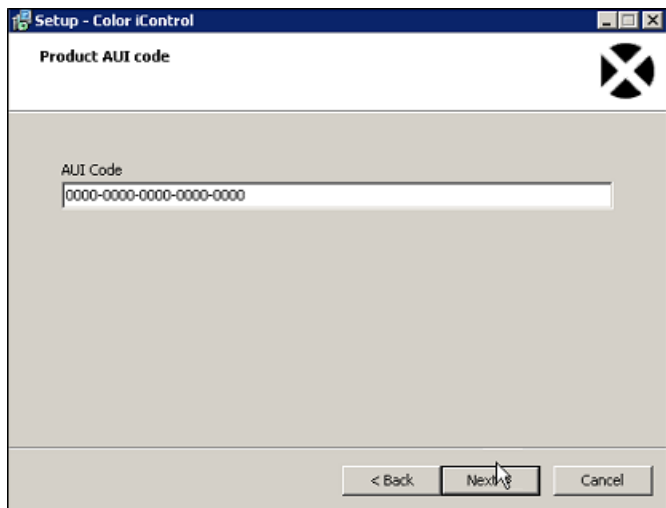 Setup - Color iControl
Product AUI code
AUI Code
0000-0000-0000-0000-0000
< Back
Next >
Cancel